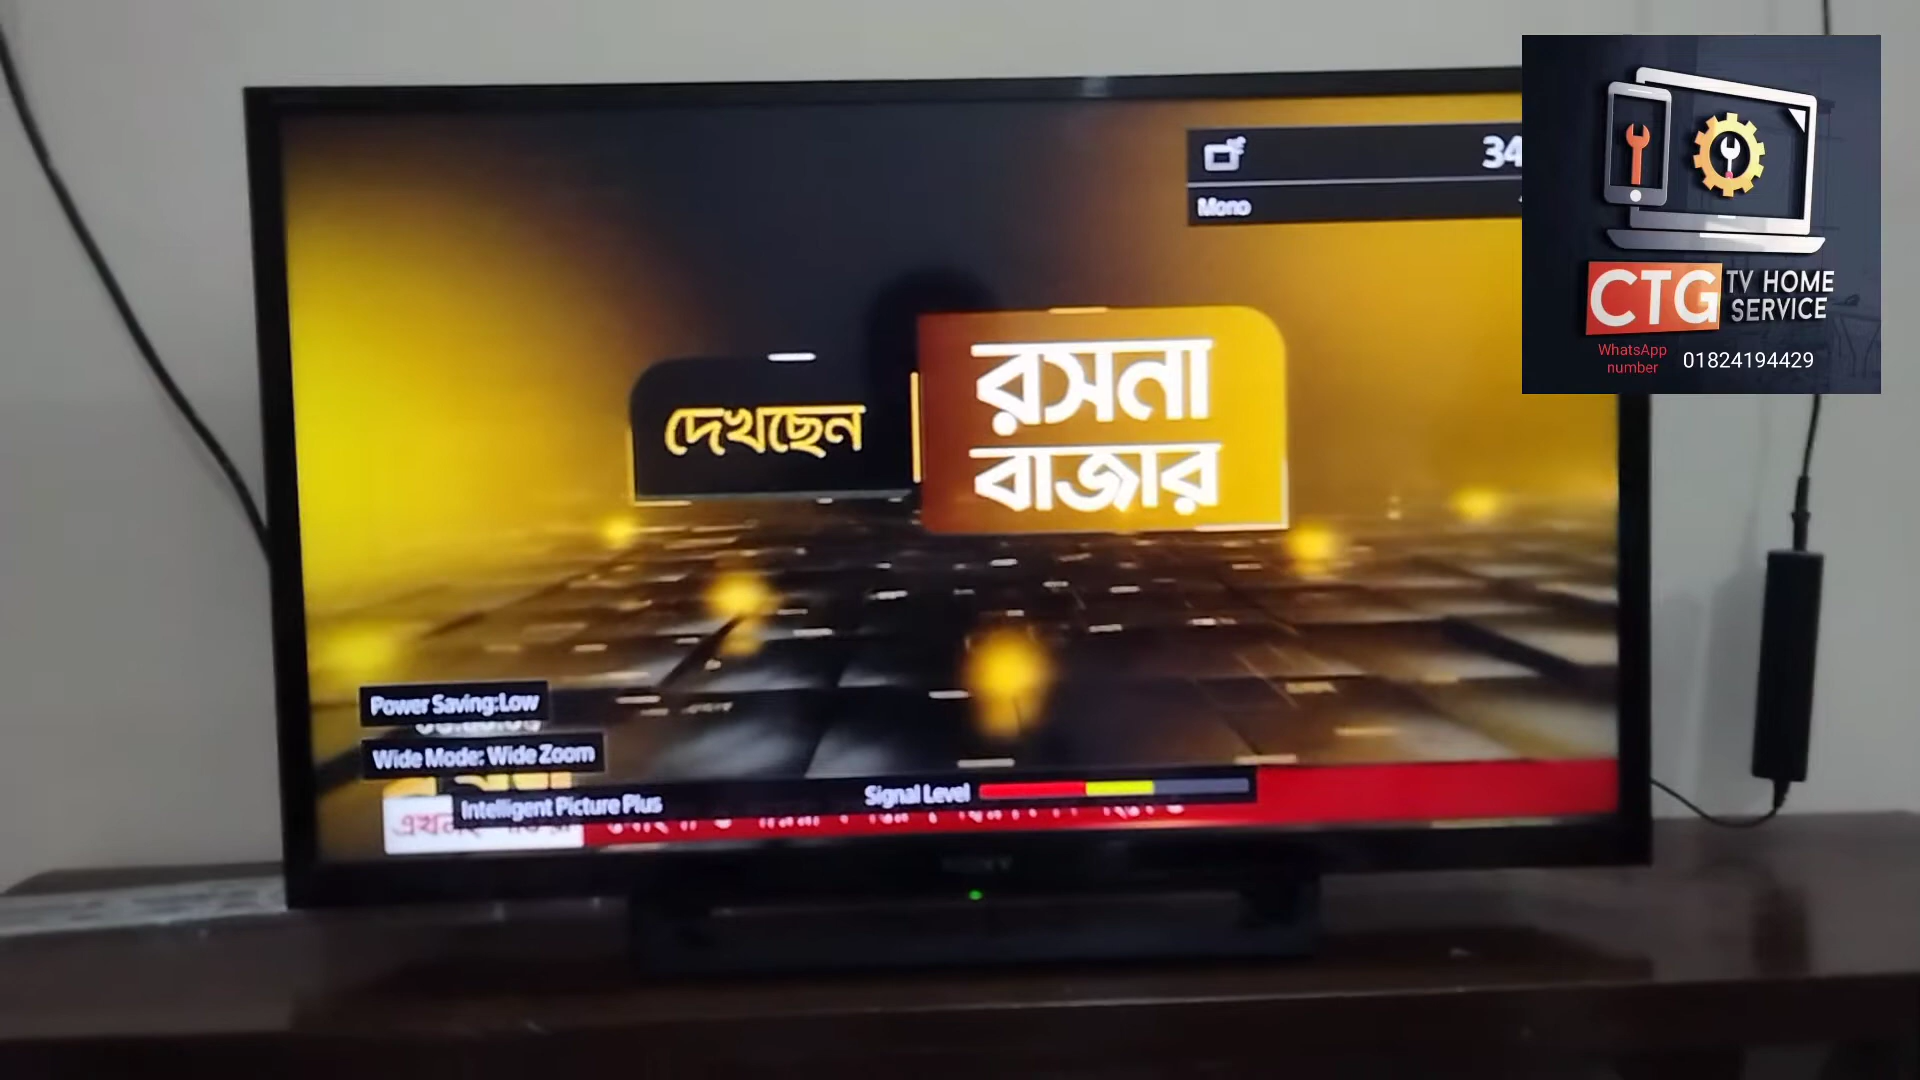 34
Mono
দেখছেন
রসনা
বাজার
Power Saving:Low
Wide Mode: Wide Zoom
Intelligent Picture Plus
Signal Level
SONY
CTG TV HOME
SERVICE
WhatsApp
number
01824194429